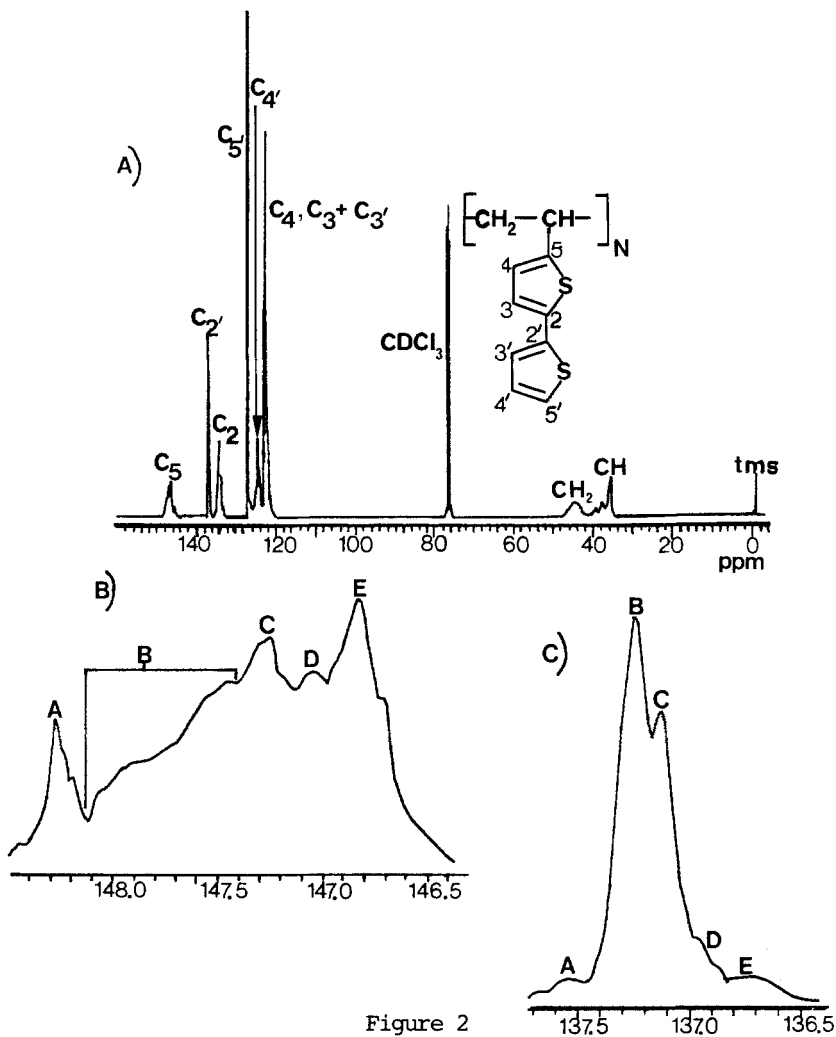 A)
C5
C2'
C2
C5'
C4'
C4, C3 + C3'
CDCl3
[CH2—CH—]N
5
4
S
3
2
2'
3'
S
4'
5'
CH2
CH
tms
140 120 100 80 60 40 20 0
ppm
B)
A
B
C
D
E
148.0 147.5 147.0 146.5
C)
A
B
C
D
E
137.5 137.0 136.5
Figure 2